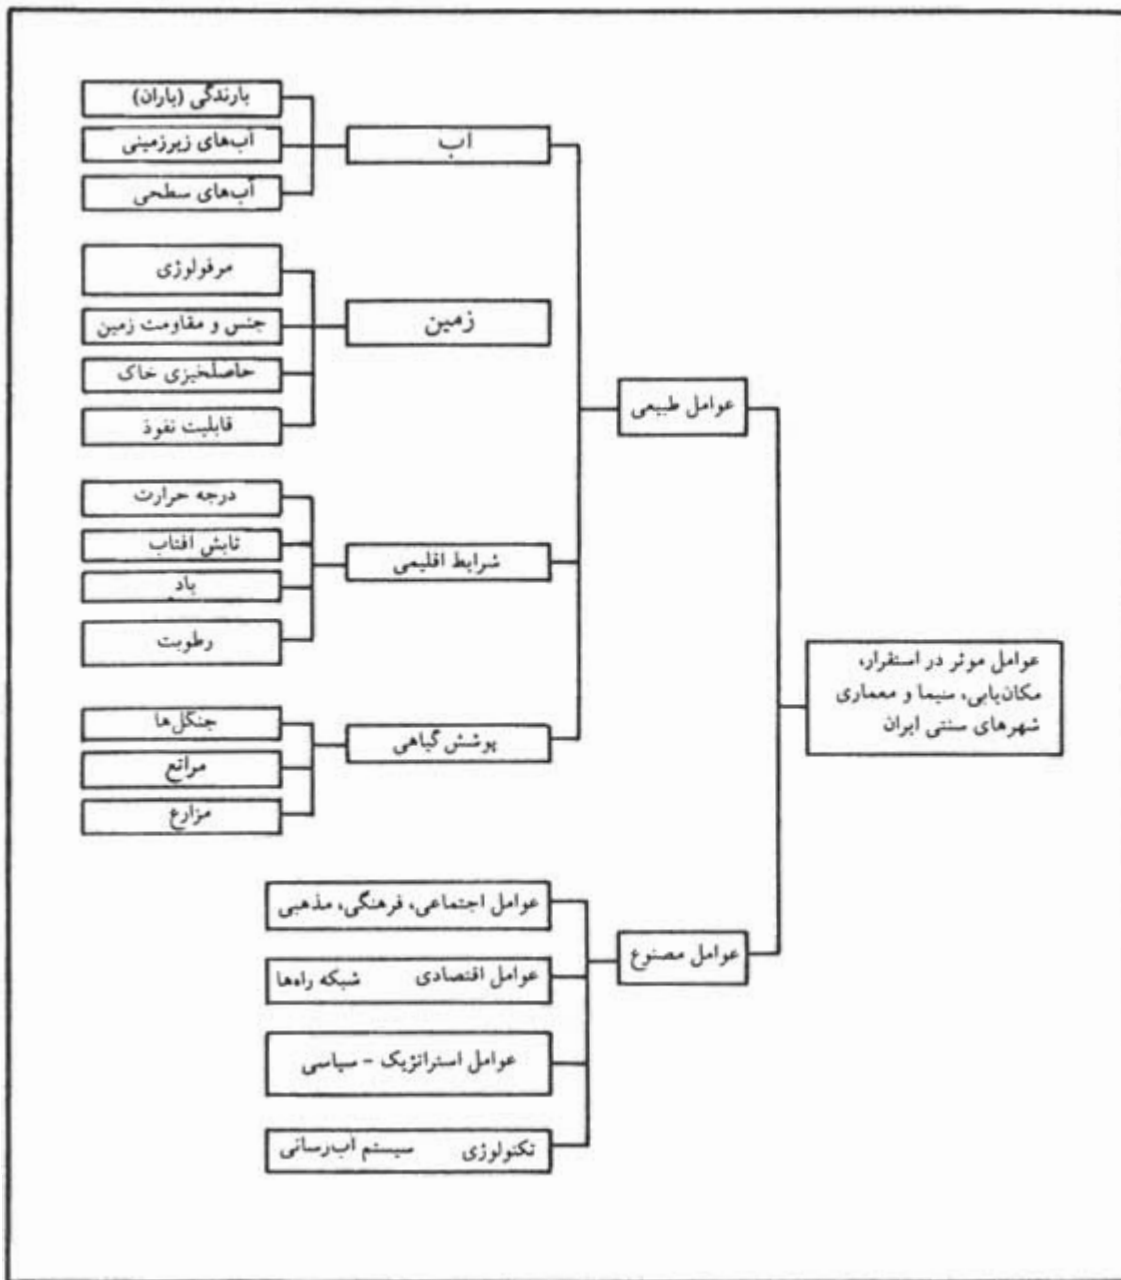 عوامل موثر در استقرار،
مکان‌یابی، سیما و معماری
شهرهای سنتی ایران
عوامل طبیعی
آب
بارندگی (باران)
آب‌های زیرزمینی
آب‌های سطحی
زمین
مرفولوژی
جنس و مقاومت زمین
حاصلخیزی خاک
قابلیت نفوذ
شرایط اقلیمی
درجه حرارت
تابش آفتاب
باد
رطوبت
پوشش گیاهی
جنگل‌ها
مراتع
مزارع
عوامل مصنوع
عوامل اجتماعی، فرهنگی، مذهبی
عوامل اقتصادی شبکه راه‌ها
عوامل استراتژیک - سیاسی
تکنولوژی سیستم آب‌رسانی